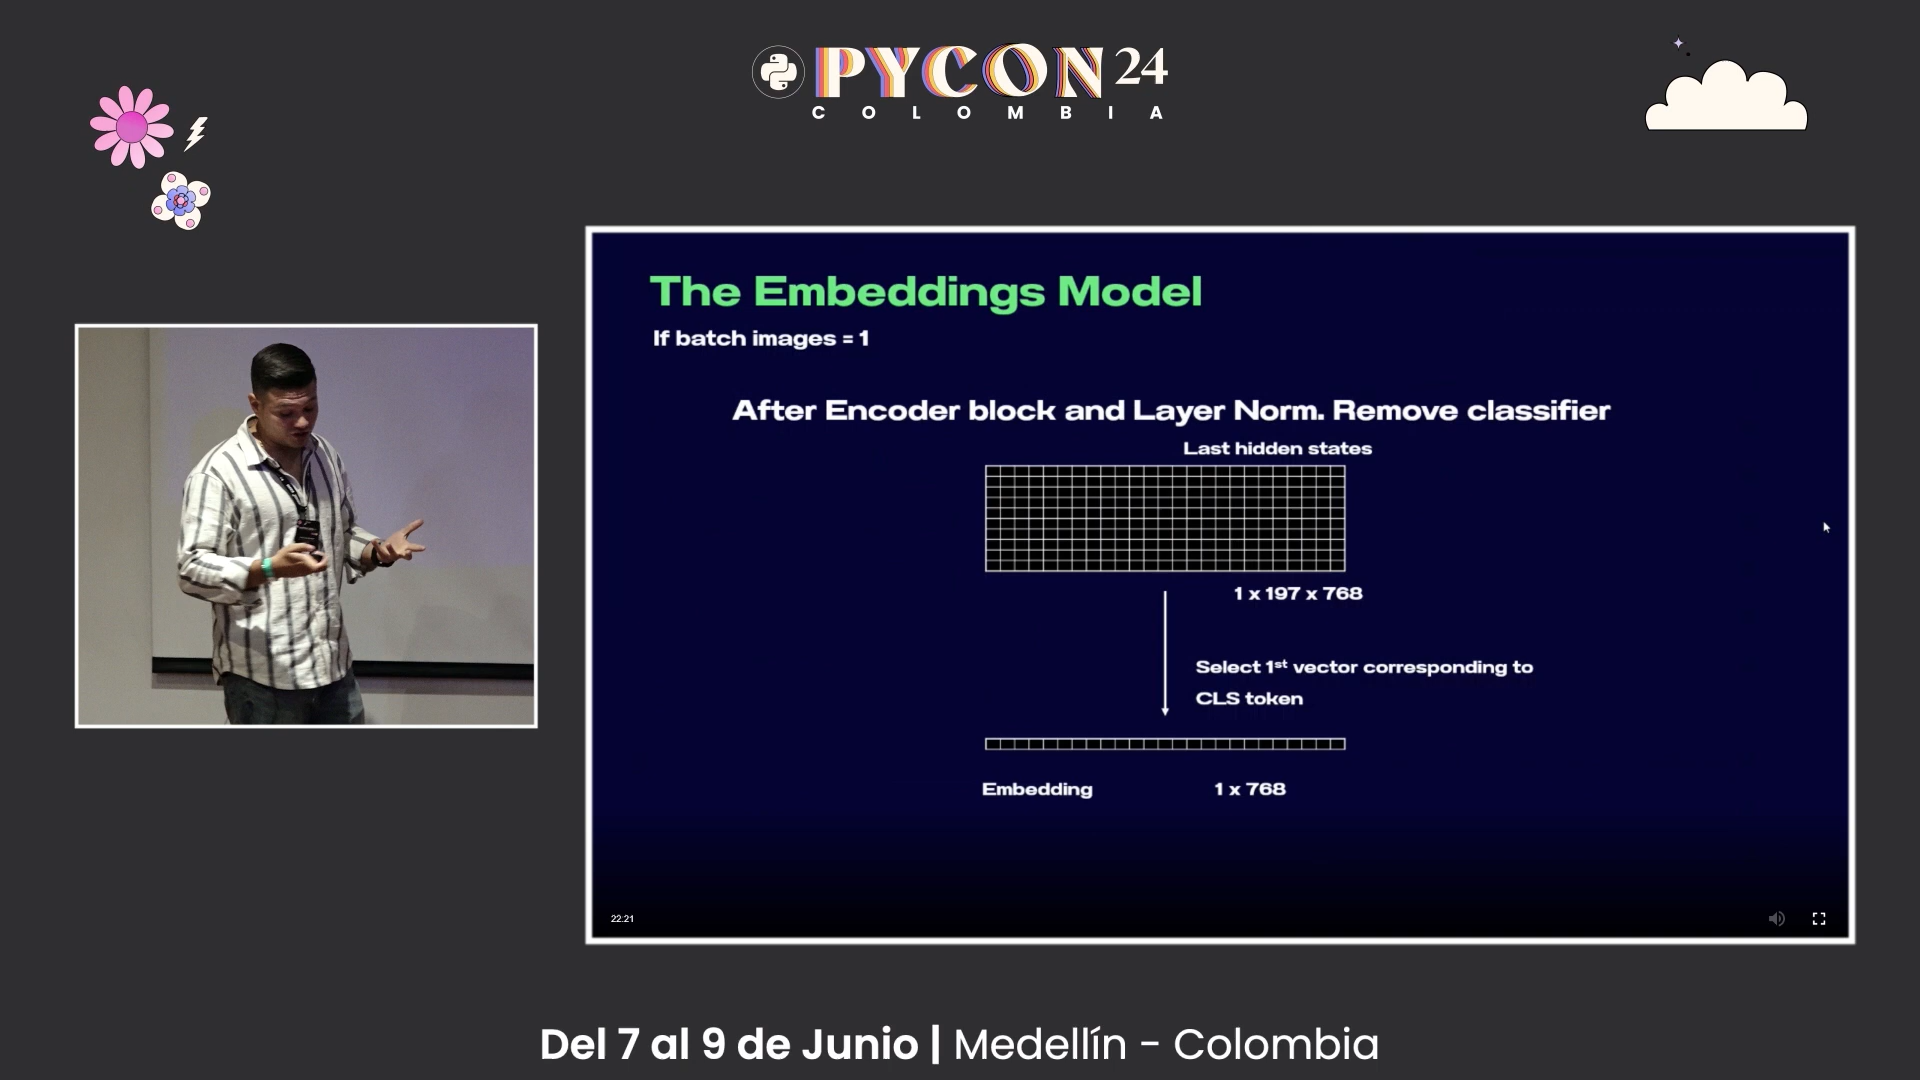 PYCON 24
COLOMBIA
The Embeddings Model
If batch images = 1
After Encoder block and Layer Norm. Remove classifier
Last hidden states
1 x 197 x 768
Select 1st vector corresponding to
CLS token
Embedding 1 x 768
22:21
Del 7 al 9 de Junio | Medellín - Colombia